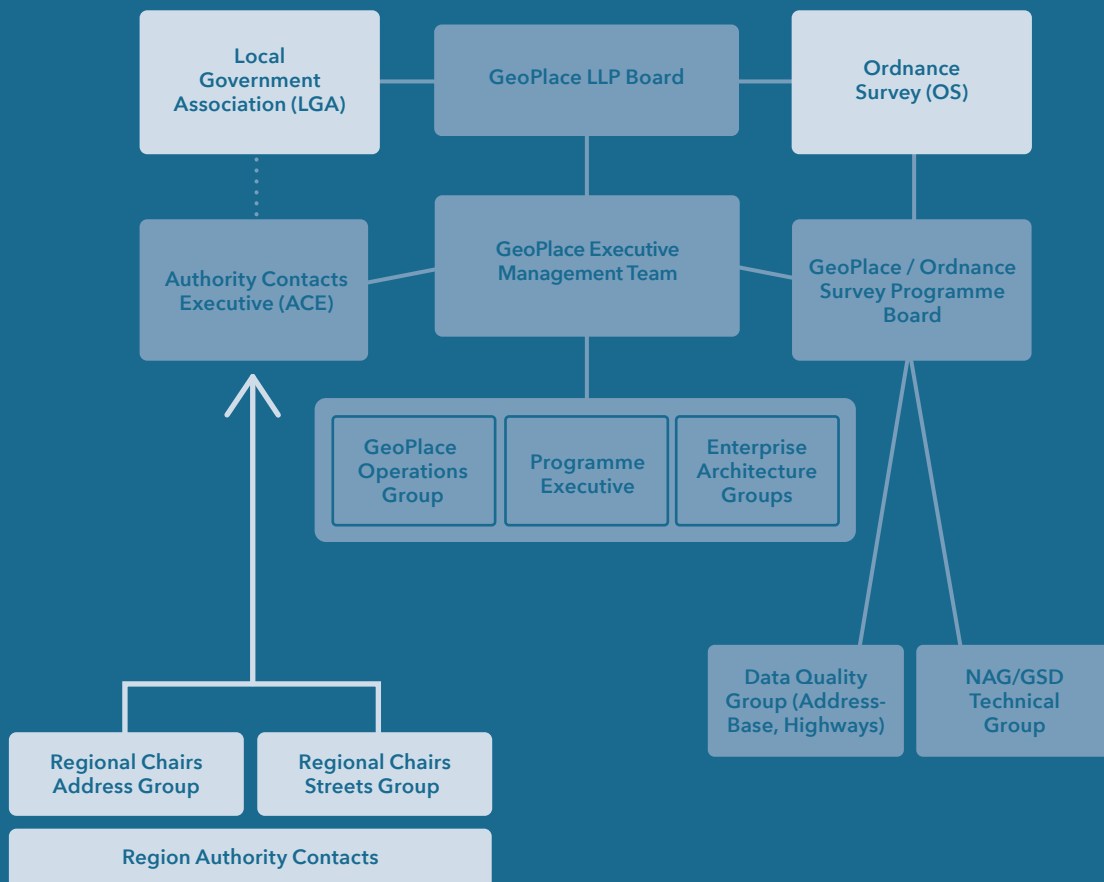 Local
Government
Association (LGA)
GeoPlace LLP Board
Ordnance
Survey (OS)
Authority Contacts
Executive (ACE)
GeoPlace Executive
Management Team
GeoPlace / Ordnance
Survey Programme
Board
GeoPlace
Operations
Group
Programme
Executive
Enterprise
Architecture
Groups
Data Quality
Group (Address-
Base, Highways)
NAG/GSD
Technical
Group
Regional Chairs
Address Group
Regional Chairs
Streets Group
Region Authority Contacts